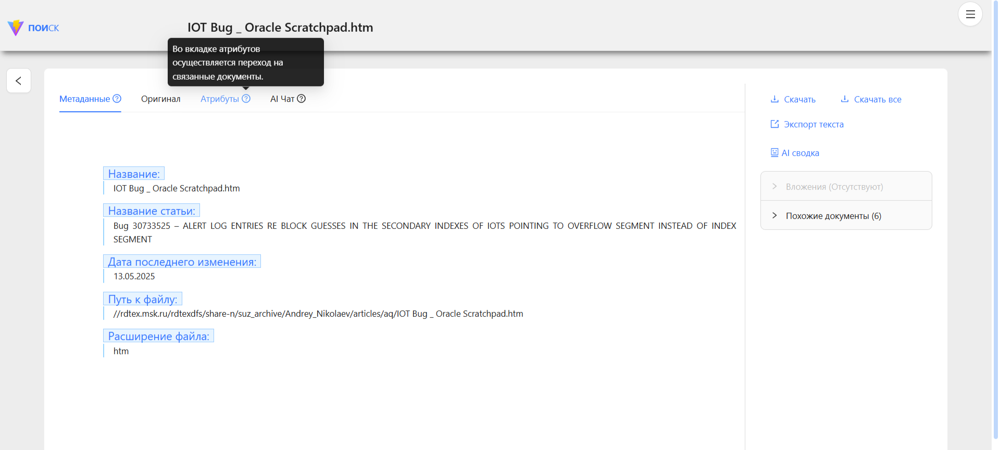 ПОИСК
IOT Bug _ Oracle Scratchpad.htm
Во вкладке атрибутов
осуществляется переход на
связанные документы.
Метаданные
Оригинал
Атрибуты
AI Чат
Скачать
Скачать все
Экспорт текста
AI сводка
Вложения (Отсутствуют)
Похожие документы (6)
Название:
IOT Bug _ Oracle Scratchpad.htm
Название статьи:
Bug 30733525 – ALERT LOG ENTRIES RE BLOCK GUESSES IN THE SECONDARY INDEXES OF IOTS POINTING TO OVERFLOW SEGMENT INSTEAD OF INDEX
SEGMENT
Дата последнего изменения:
13.05.2025
Путь к файлу:
//rdtex.msk.ru/rdtexdfs/share-n/suz_archive/Andrey_Nikolaev/articles/aq/IOT Bug _ Oracle Scratchpad.htm
Расширение файла:
htm